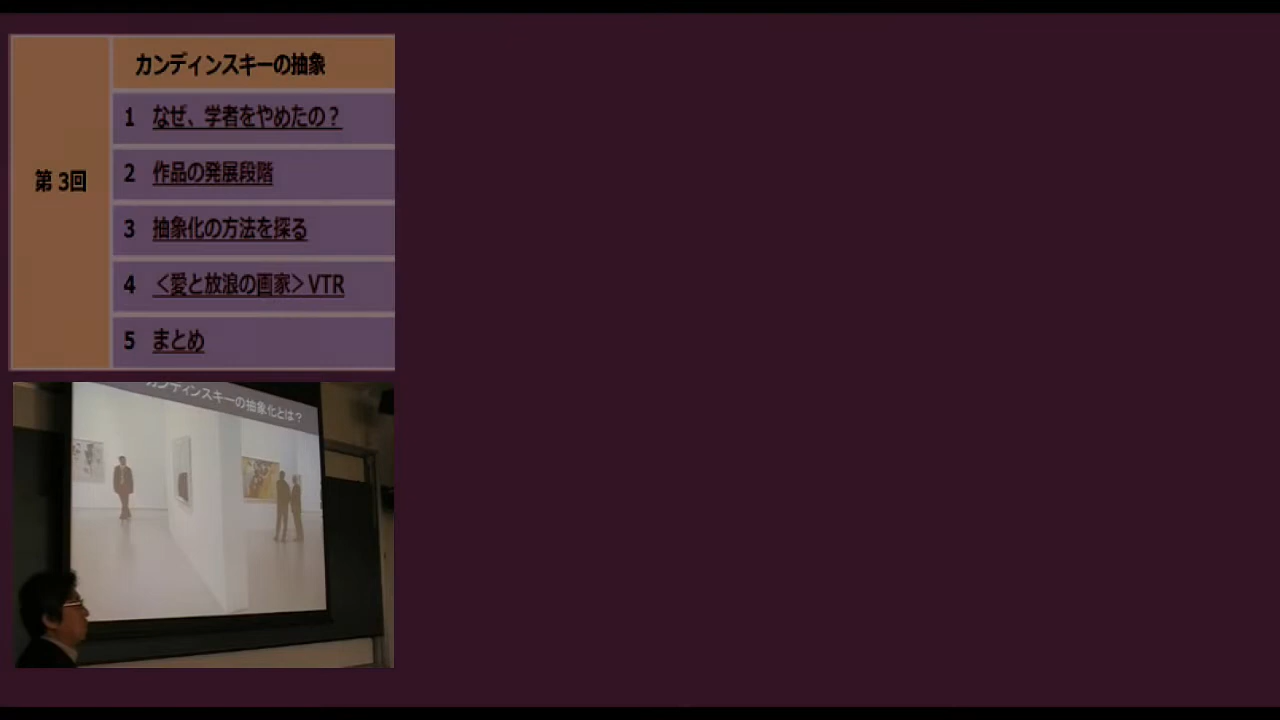 カンディンスキーの抽象
第 3回
1 なぜ、学者をやめたの？
2 作品の発展段階
3 抽象化の方法を探る
4 ＜愛と放浪の画家＞VTR
5 まとめ
カンディンスキーの抽象化とは？